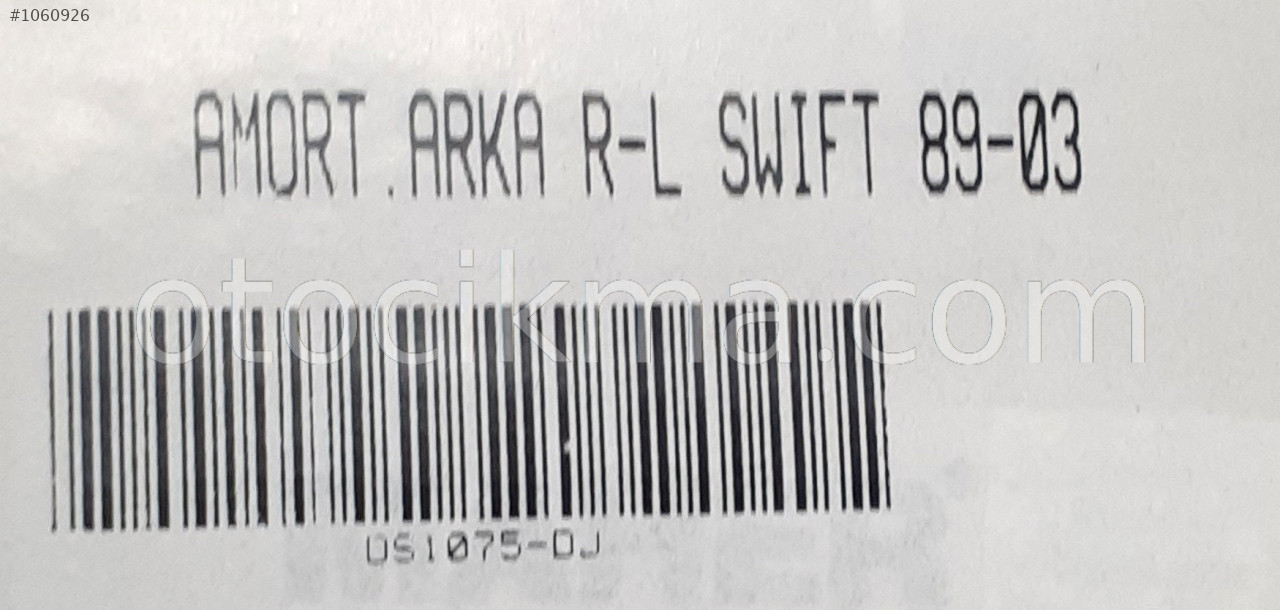 #1060926
AMORT.ARKA R-L SWIFT 89-03
otocikma.com
DS1075-DJ